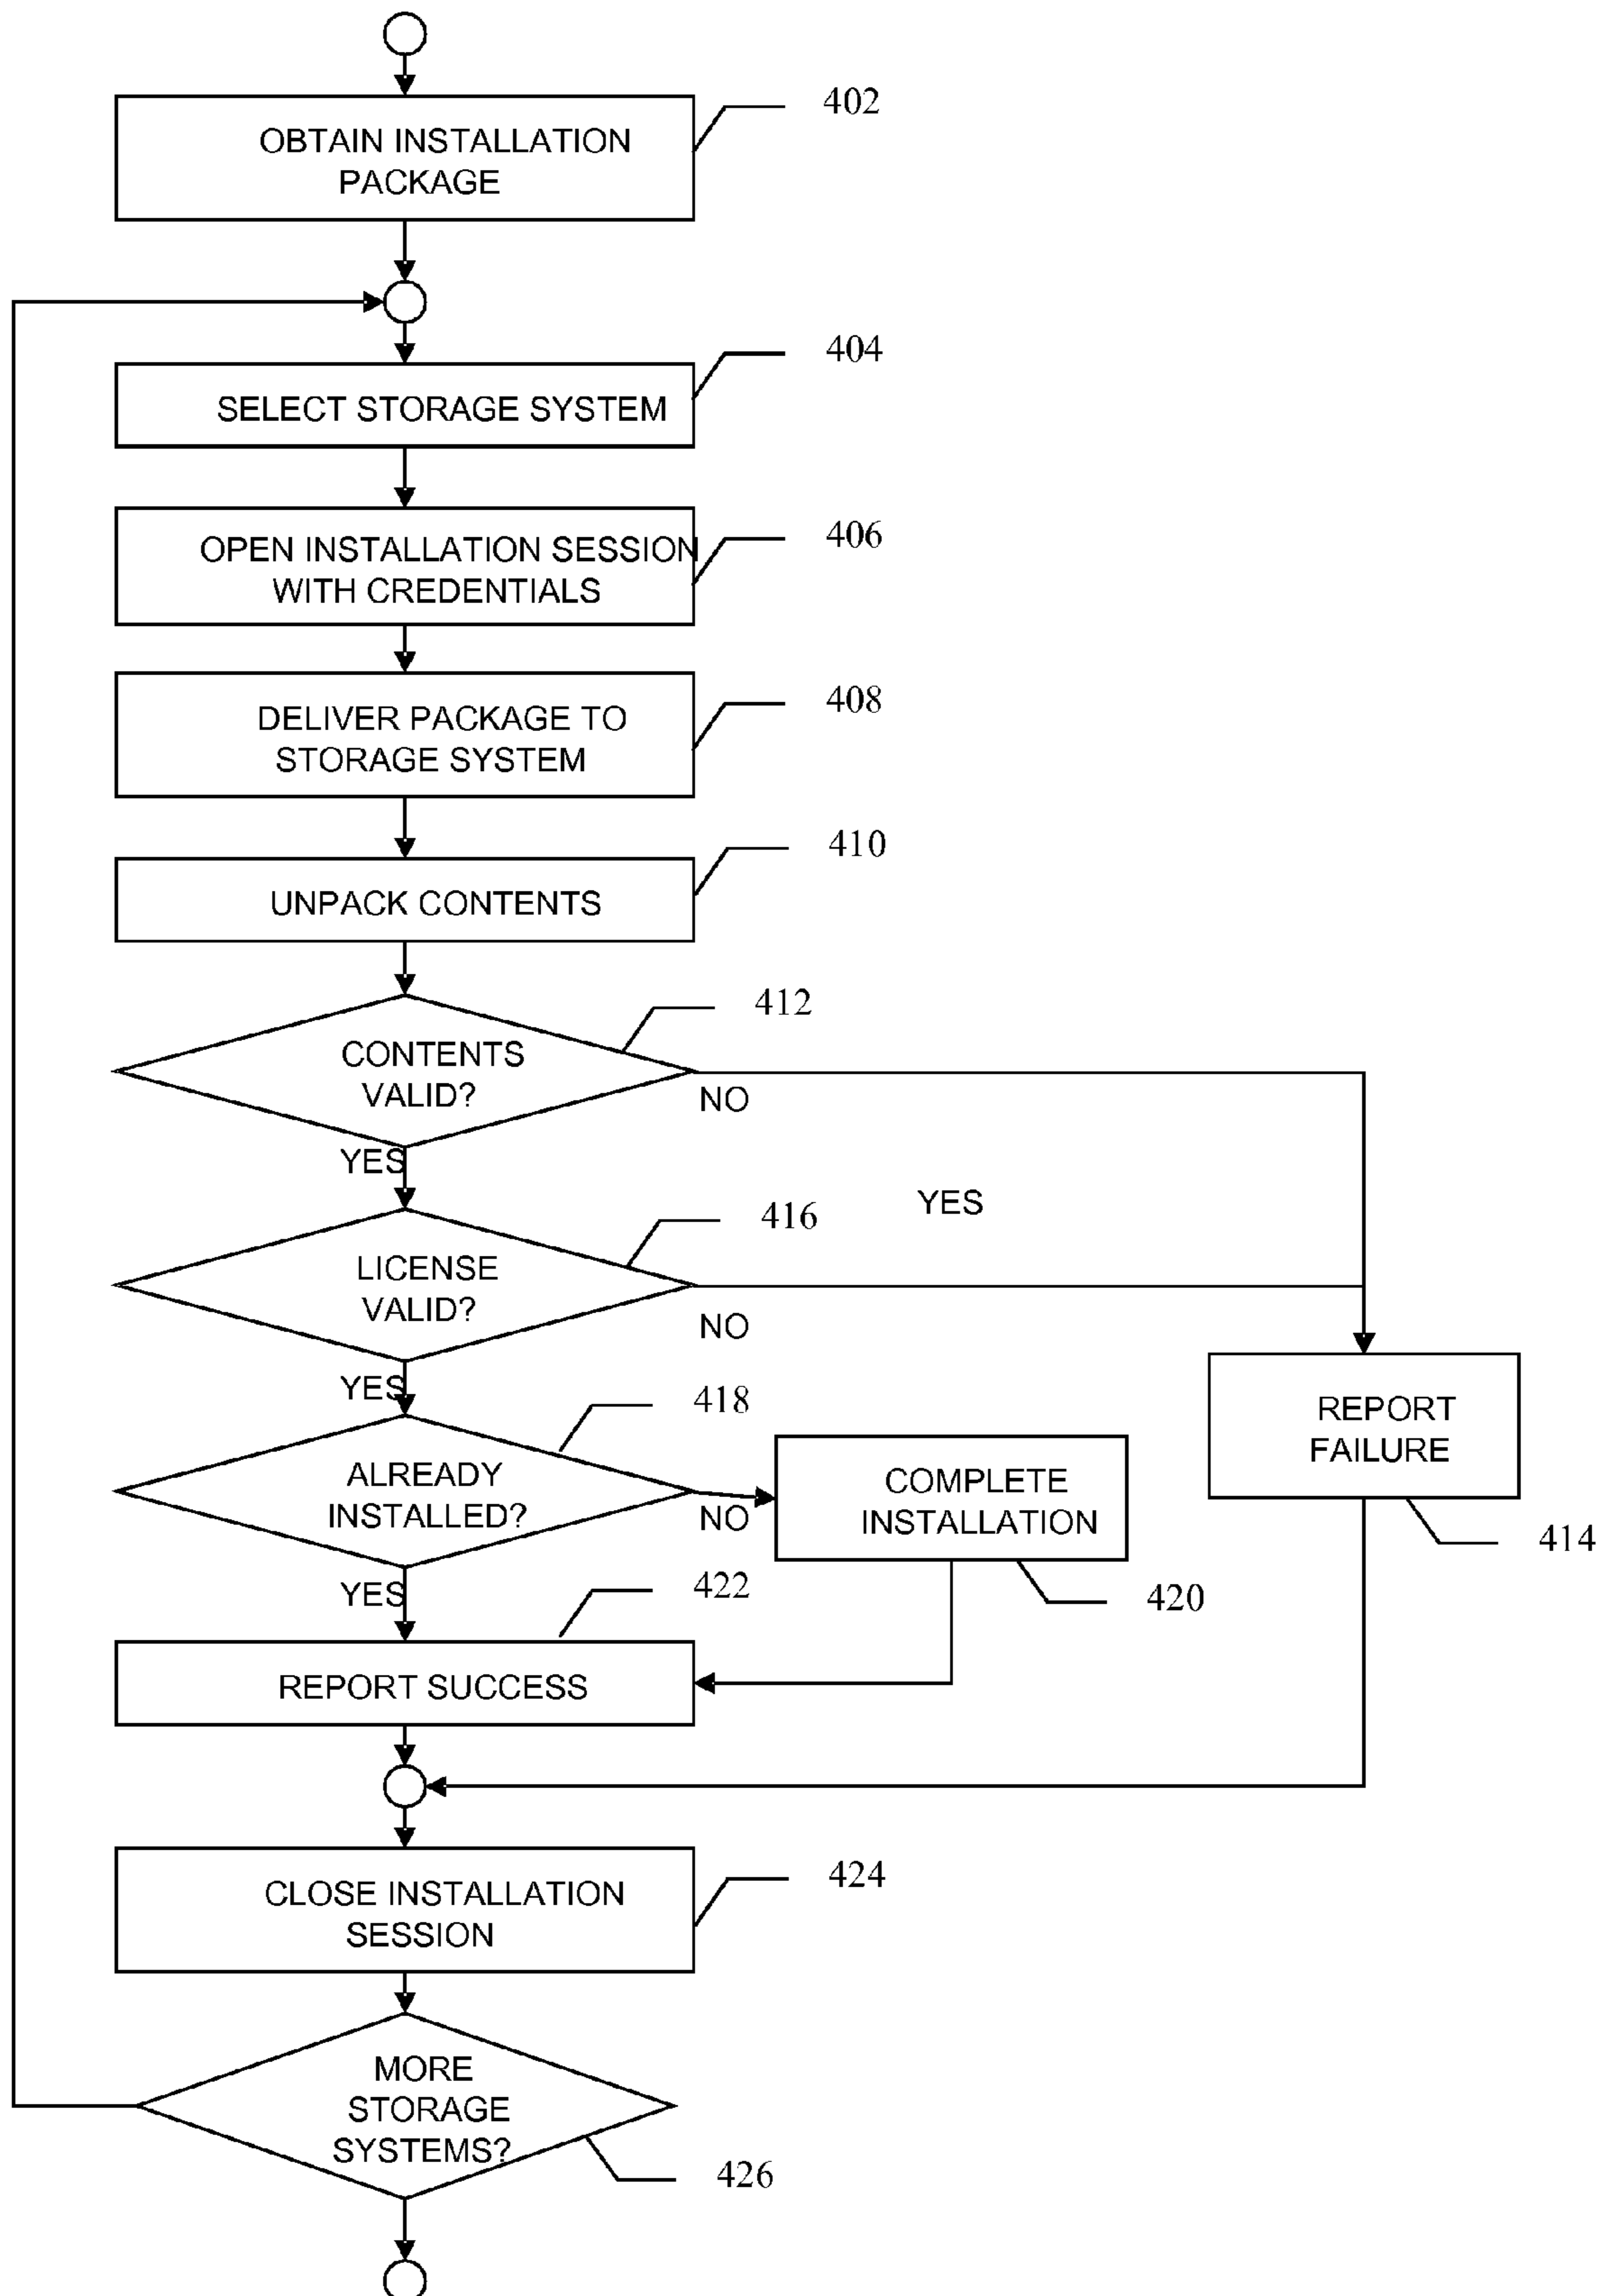 402
OBTAIN INSTALLATION
PACKAGE
404
SELECT STORAGE SYSTEM
406
OPEN INSTALLATION SESSION
WITH CREDENTIALS
408
DELIVER PACKAGE TO
STORAGE SYSTEM
410
UNPACK CONTENTS
412
CONTENTS
VALID?
NO
YES
YES
416
LICENSE
VALID?
NO
YES
418
ALREADY
INSTALLED?
NO
COMPLETE
INSTALLATION
REPORT
FAILURE
414
420
YES
422
REPORT SUCCESS
424
CLOSE INSTALLATION
SESSION
MORE
STORAGE
SYSTEMS?
426